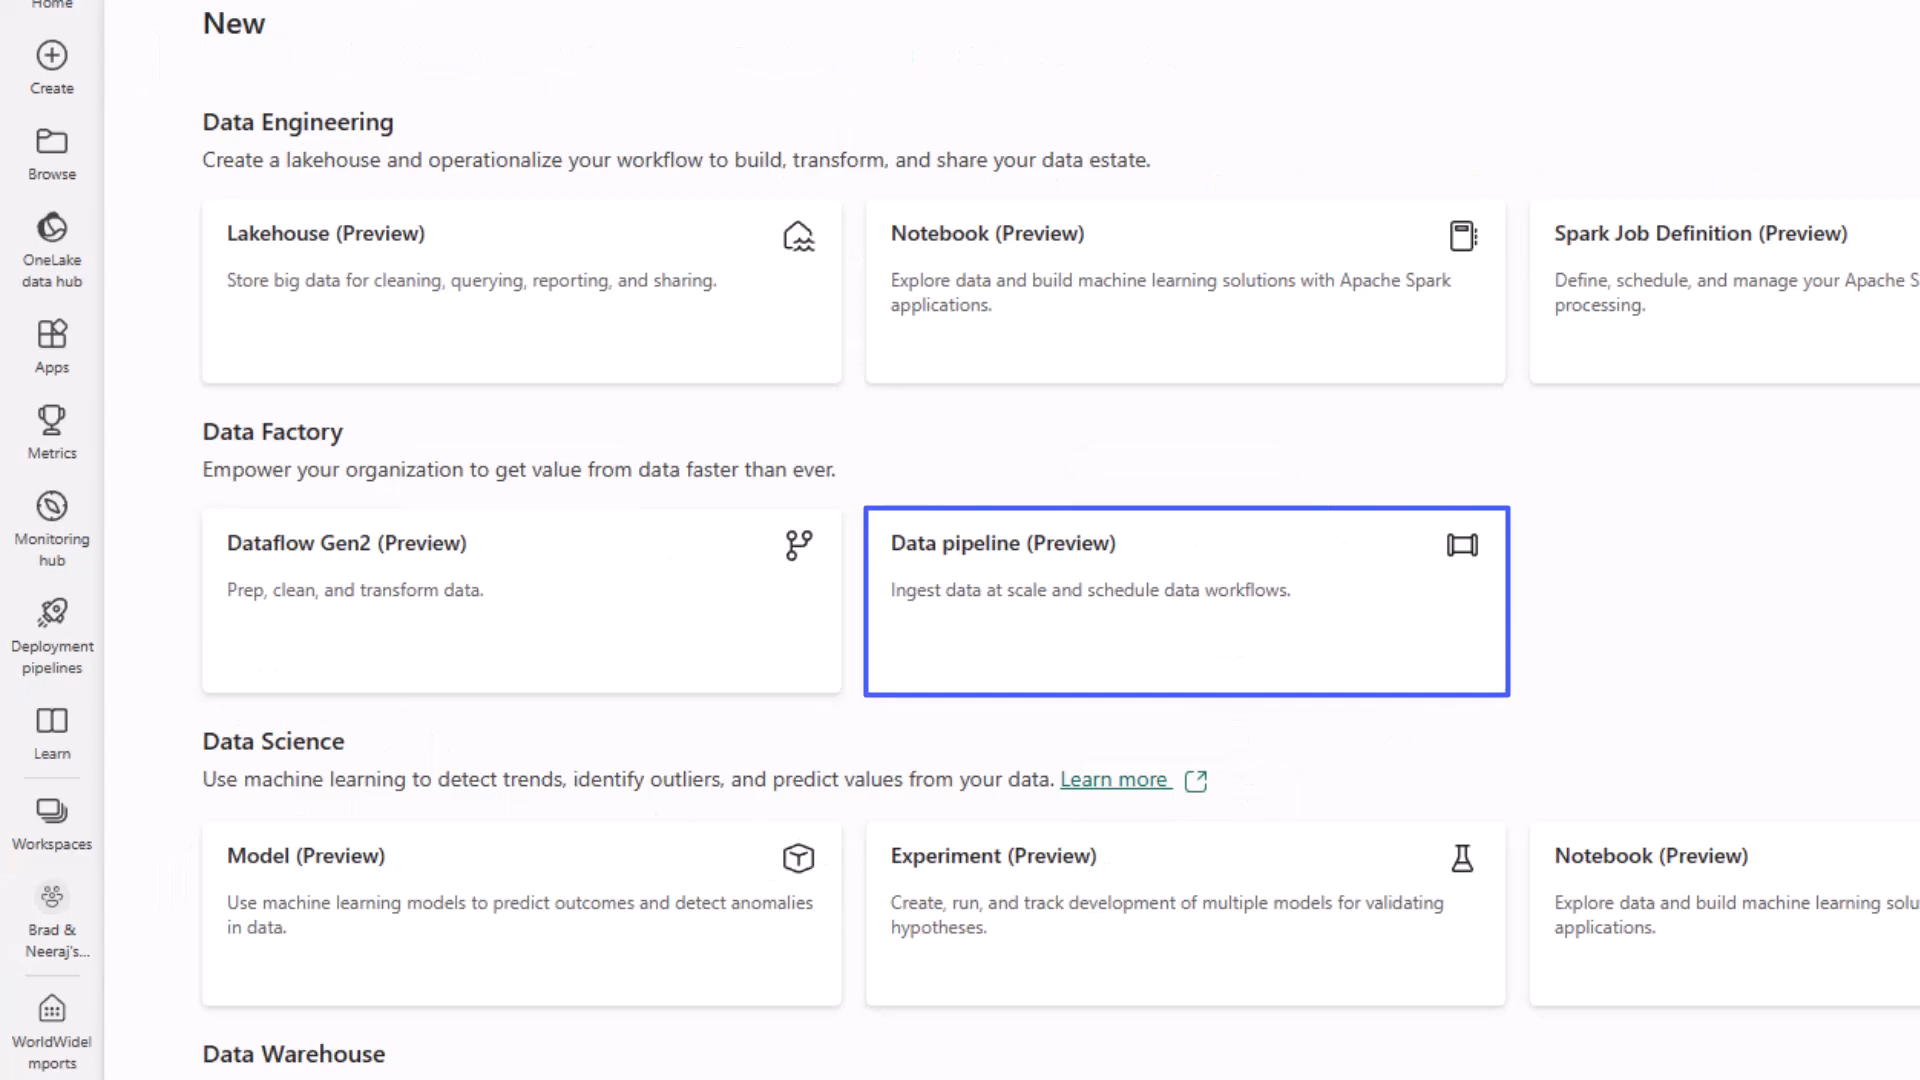 Home
Create
Browse
OneLake
data hub
Apps
Metrics
Monitoring
hub
Deployment
pipelines
Learn
Workspaces
Brad &
Neeraj's...
WorldWideI
mports
New
Data Engineering
Create a lakehouse and operationalize your workflow to build, transform, and share your data estate.
Lakehouse (Preview)
Store big data for cleaning, querying, reporting, and sharing.
Notebook (Preview)
Explore data and build machine learning solutions with Apache Spark
applications.
Spark Job Definition (Preview)
Define, schedule, and manage your Apache S
processing.
Data Factory
Empower your organization to get value from data faster than ever.
Dataflow Gen2 (Preview)
Prep, clean, and transform data.
Data pipeline (Preview)
Ingest data at scale and schedule data workflows.
Data Science
Use machine learning to detect trends, identify outliers, and predict values from your data. Learn more
Model (Preview)
Use machine learning models to predict outcomes and detect anomalies
in data.
Experiment (Preview)
Create, run, and track development of multiple models for validating
hypotheses.
Notebook (Preview)
Explore data and build machine learning solu
applications.
Data Warehouse